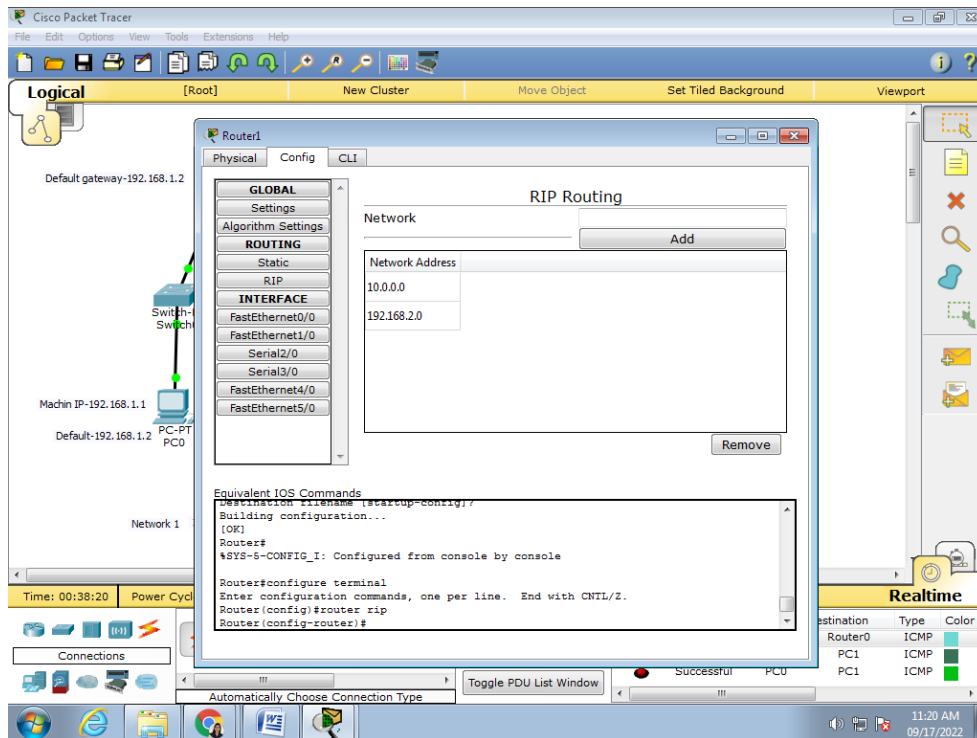 Cisco Packet Tracer
File Edit Options View Tools Extensions Help
Logical [Root] New Cluster Move Object Set Tiled Background Viewport
Default gateway-192.168.1.2
Machin IP-192.168.1.1
Default-192.168.1.2
PC-PT
PC0
Network 1
Router1
Physical Config CLI
GLOBAL
Settings
Algorithm Settings
ROUTING
Static
RIP
INTERFACE
FastEthernet0/0
FastEthernet1/0
Serial2/0
Serial3/0
FastEthernet4/0
FastEthernet5/0
RIP Routing
Network
Add
Network Address
10.0.0.0
192.168.2.0
Remove
Equivalent IOS Commands
Destination filename [startup-config]?
Building configuration...
[OK]
Router#
%SYS-5-CONFIG_I: Configured from console by console
Router#configure terminal
Enter configuration commands, one per line. End with CNTL/Z.
Router(config)#router rip
Router(config-router)#
Time: 00:38:20 Power Cycl
Realtime
Connections
Automatically Choose Connection Type
Toggle PDU List Window
estination Type Color
Router0 ICMP
PC1 ICMP
Successful PC0 PC1 ICMP
11:20 AM
09/17/2022